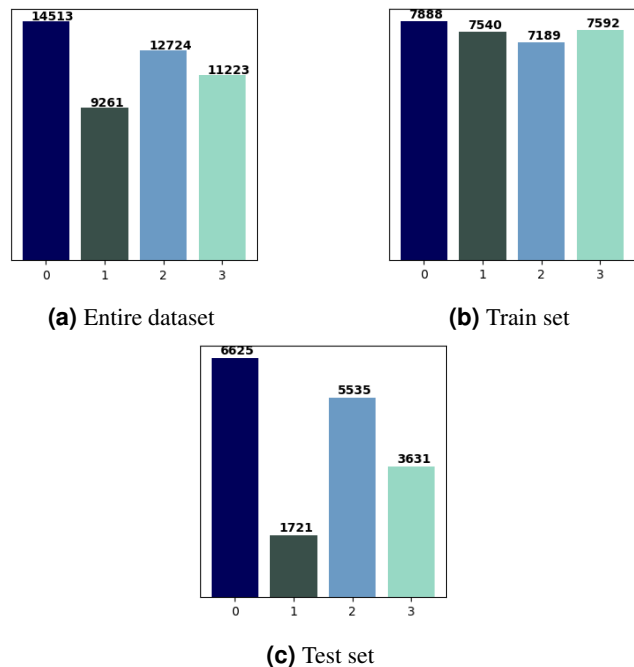 14513
9261
12724
11223
0 1 2 3
(a) Entire dataset
7888
7540
7189
7592
0 1 2 3
(b) Train set
6625
1721
5535
3631
0 1 2 3
(c) Test set